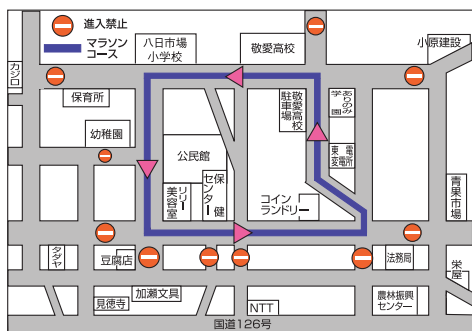 進入禁止
マラソン
コース
八日市場
小学校
敬愛高校
小原建設
カジロ
保育所
敬愛高校
駐車場
ありのみ
学園
幼稚園
公民館
東電
変電所
青果市場
リリー
美容室
保健
センター
コイン
ランドリー
タダヤ
豆腐店
法務局
栄屋
見徳寺
加瀬文具
NTT
農林振興
センター
国道126号